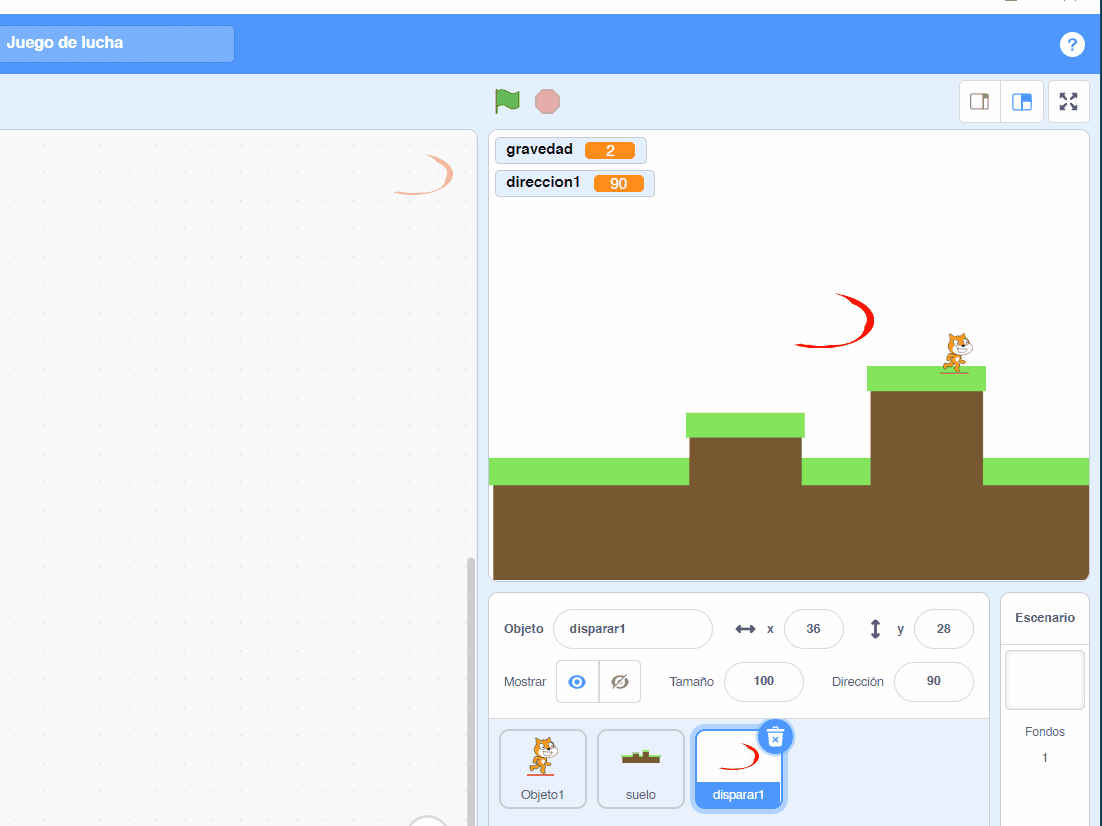 Juego de lucha
?
gravedad 2
direccion1 90
Objeto disparar1 x 36 y 28
Mostrar Tamaño 100 Dirección 90
Objeto1 suelo disparar1
Escenario
Fondos
1